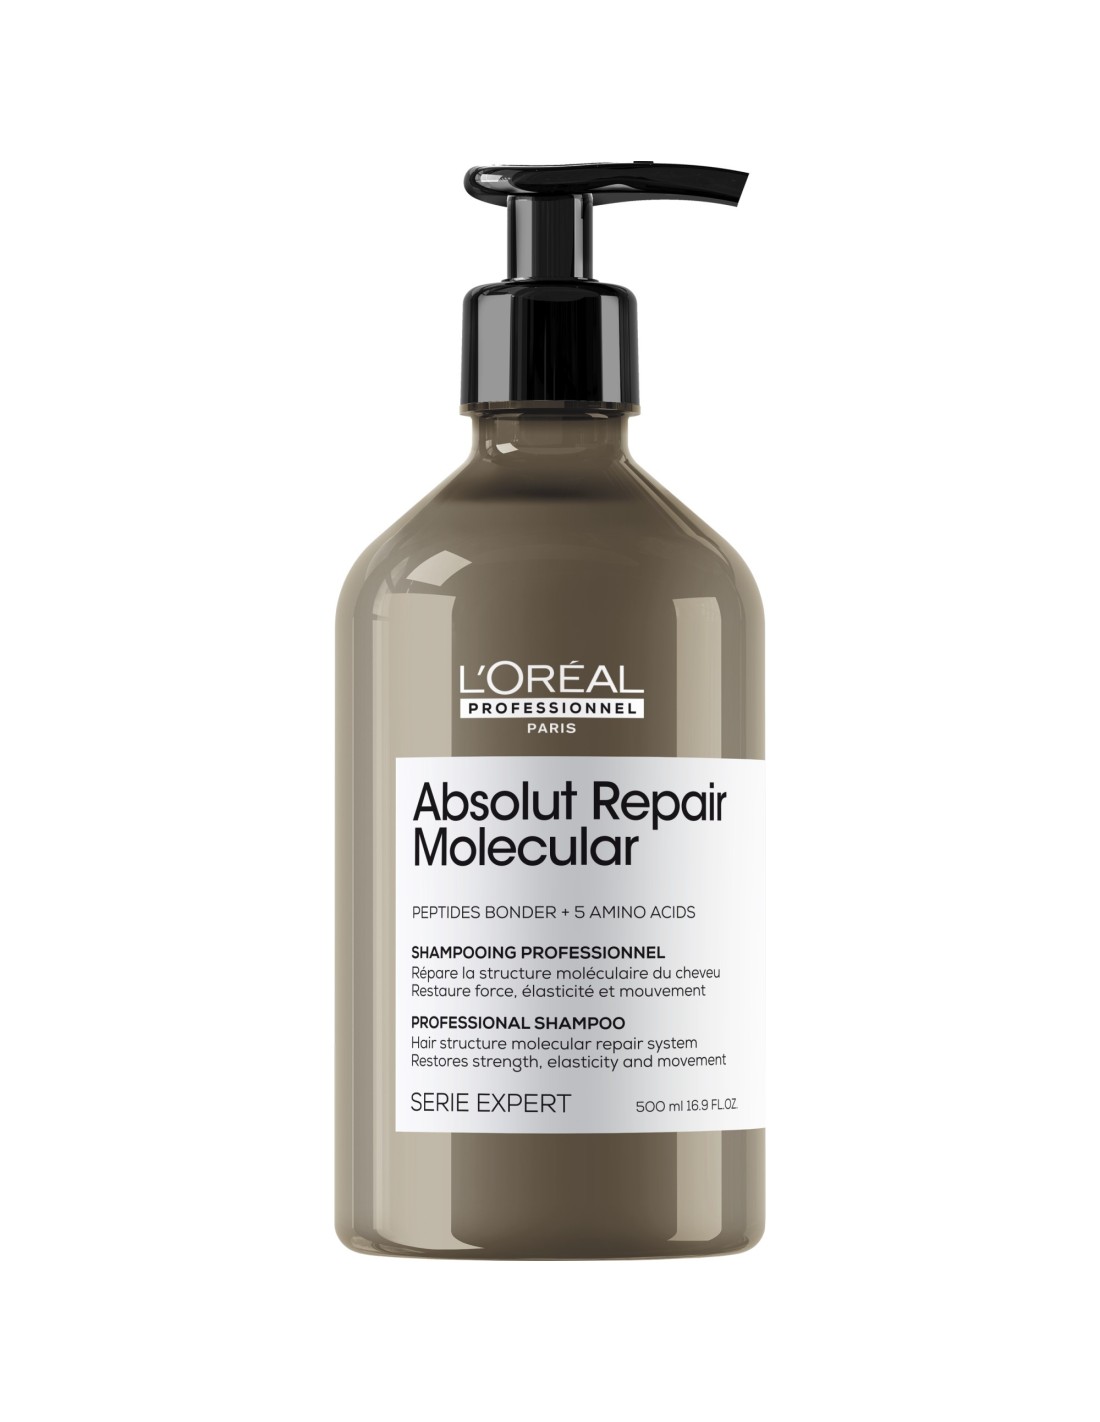 L'ORÉAL
PROFESSIONNEL
PARIS
Absolut Repair
Molecular
PEPTIDES BONDER + 5 AMINO ACIDS
SHAMPOOING PROFESSIONNEL
Répare la structure moléculaire du cheveu
Restaure force, élasticité et mouvement
PROFESSIONAL SHAMPOO
Hair structure molecular repair system
Restores strength, elasticity and movement
SERIE EXPERT
500 ml 16.9 FL.OZ.